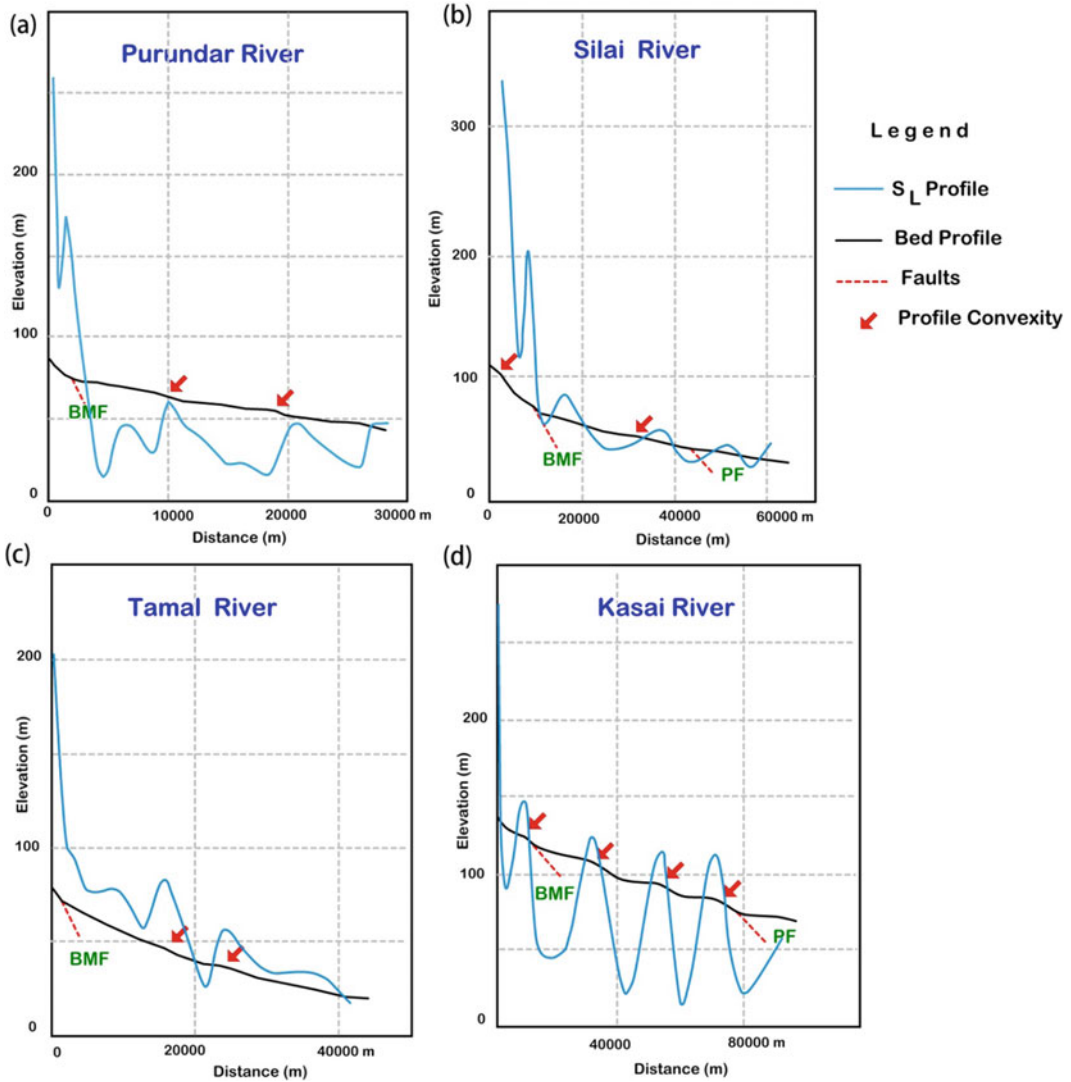 (a)
Purundar River
Elevation (m)
200
100
0
BMF
0 10000 20000 30000 m
Distance (m)
(b)
Silai River
Elevation (m)
300
200
100
0
BMF
PF
0 20000 40000 60000 m
Distance (m)
Legend
SL Profile
Bed Profile
Faults
Profile Convexity
(c)
Tamal River
Elevation (m)
200
100
0
BMF
0 20000 40000 m
Distance (m)
(d)
Kasai River
Elevation (m)
200
100
0
BMF
PF
40000 80000 m
Distance (m)